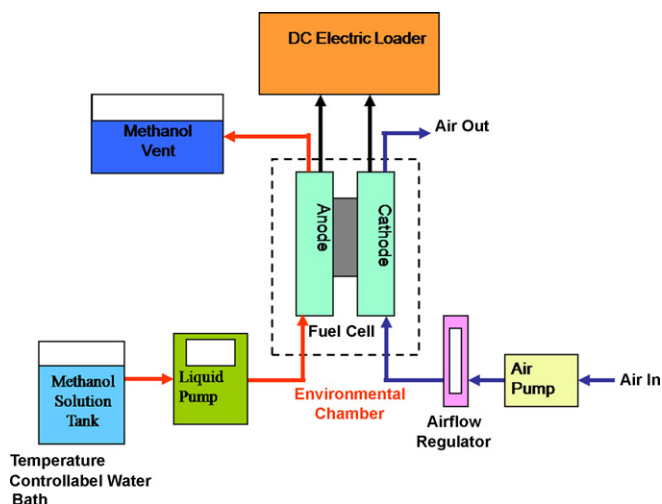 DC Electric Loader
Methanol
Vent
Air Out
Anode
Cathode
Fuel Cell
Methanol
Solution
Tank
Liquid
Pump
Environmental
Chamber
Airflow
Regulator
Air
Pump
Air In
Temperature
Controllabel Water
Bath